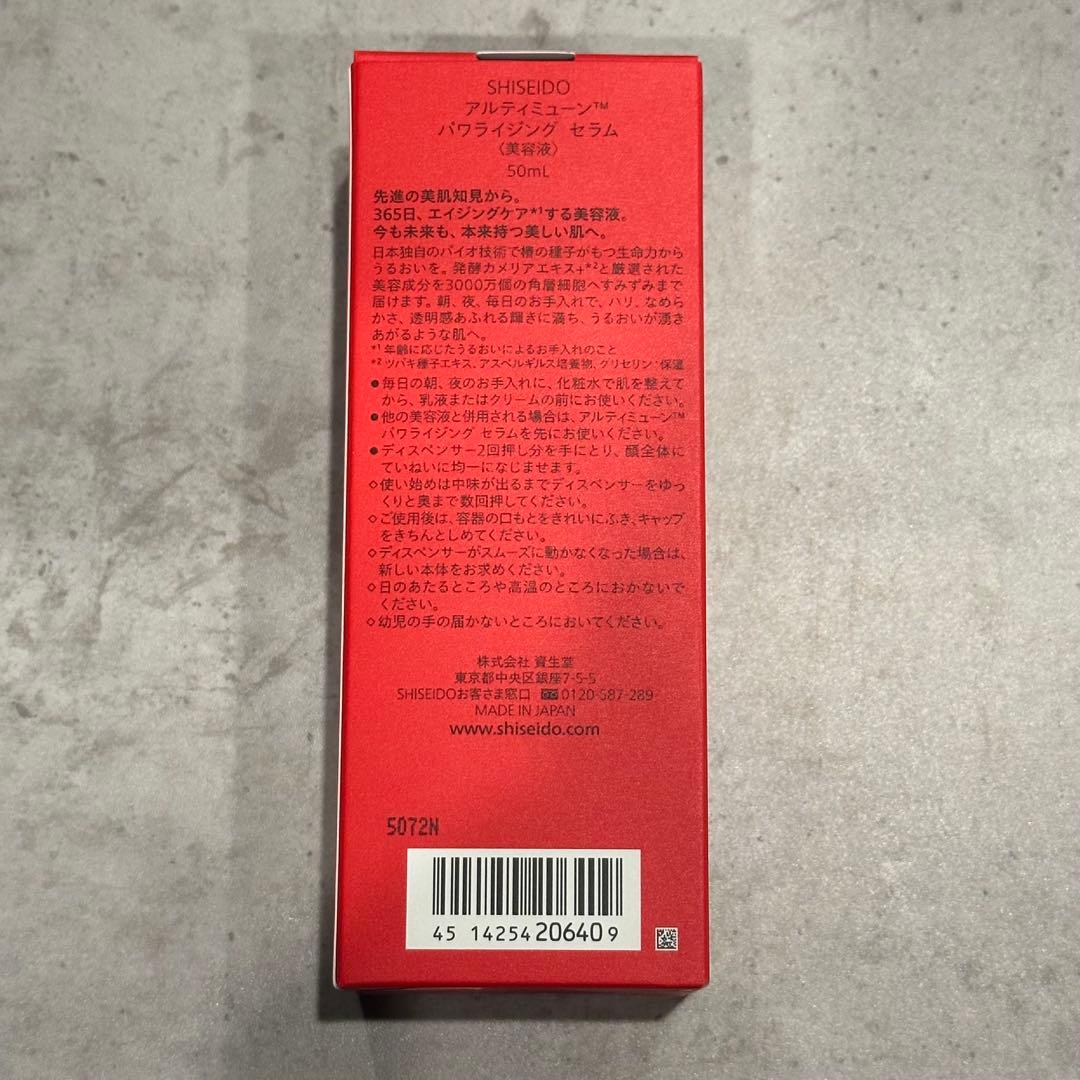 SHISEIDO
アルティミューン™
パワライジング セラム
〈美容液〉
50mL
先進の美肌知見から。
365日、エイジングケア*1する美容液。
今も未来も、本来持つ美しい肌へ。
日本独自のバイオ技術で椿の種子がもつ生命力から
うるおいを。発酵カメリアエキス+*2と厳選された
美容成分を3000万個の角層細胞へすみずみまで
届けます。朝、夜、毎日のお手入れで、ハリ、なめら
かさ、透明感あふれる輝きに満ち、うるおいが湧き
あがるような肌へ。
*1 年齢に応じたうるおいによるお手入れのこと
*2 ツバキ種子エキス、アスペルギルス培養物、グリセリン:保湿
●毎日の朝、夜のお手入れに、化粧水で肌を整えて
から、乳液またはクリームの前にお使いください。
●他の美容液と併用される場合は、アルティミューン™
パワライジング セラムを先にお使いください。
●ディスペンサー2回押し分を手にとり、顔全体に
ていねいに均一になじませます。
◇使い始めは中味が出るまでディスペンサーをゆっ
くりと奥まで数回押してください。
◇ご使用後は、容器の口もとをきれいにふき、キャップ
をきちんとしめてください。
◇ディスペンサーがスムーズに動かなくなった場合は、
新しい本体をお求めください。
◇日のあたるところや高温のところにおかないで
ください。
◇幼児の手の届かないところにおいてください。
株式会社 資生堂
東京都中央区銀座7-5-5
SHISEIDOお客さま窓口 0120-587-289
MADE IN JAPAN
www.shiseido.com
5072N
45 14254 20640 9